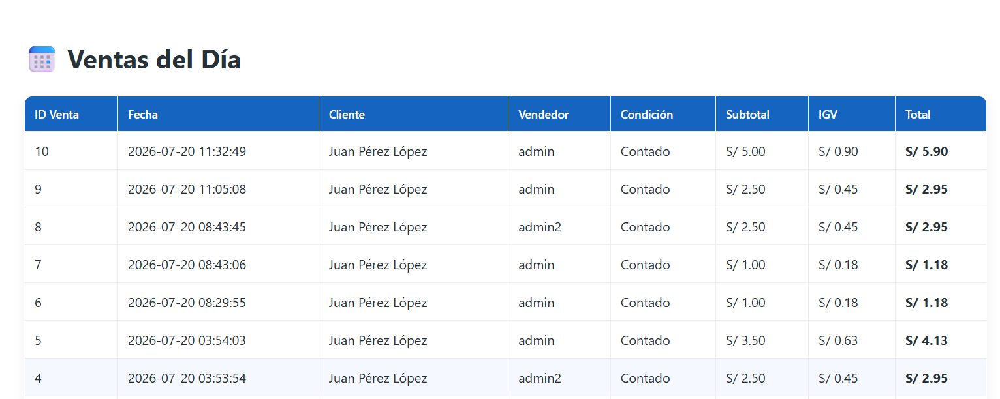 Ventas del Día
ID Venta Fecha Cliente Vendedor Condición Subtotal IGV Total
10 2026-07-20 11:32:49 Juan Pérez López admin Contado S/ 5.00 S/ 0.90 S/ 5.90
9 2026-07-20 11:05:08 Juan Pérez López admin Contado S/ 2.50 S/ 0.45 S/ 2.95
8 2026-07-20 08:43:45 Juan Pérez López admin2 Contado S/ 2.50 S/ 0.45 S/ 2.95
7 2026-07-20 08:43:06 Juan Pérez López admin Contado S/ 1.00 S/ 0.18 S/ 1.18
6 2026-07-20 08:29:55 Juan Pérez López admin Contado S/ 1.00 S/ 0.18 S/ 1.18
5 2026-07-20 03:54:03 Juan Pérez López admin Contado S/ 3.50 S/ 0.63 S/ 4.13
4 2026-07-20 03:53:54 Juan Pérez López admin2 Contado S/ 2.50 S/ 0.45 S/ 2.95